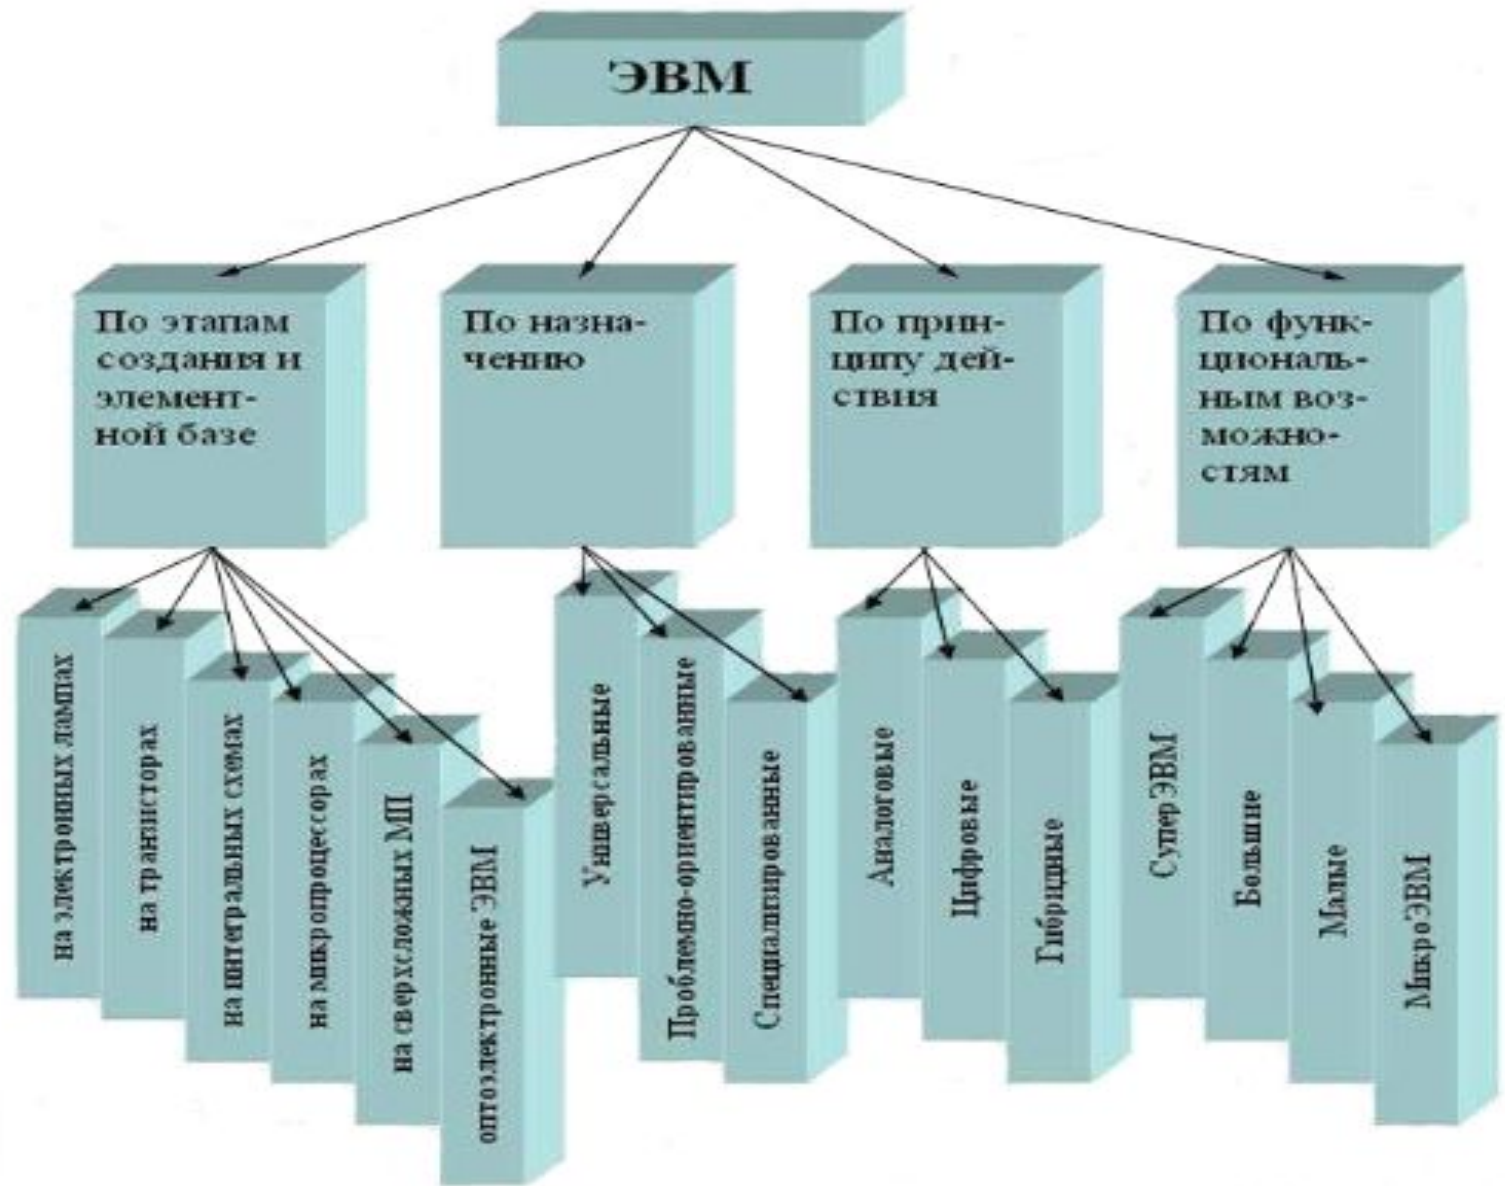 ЭВМ
По этапам
создания и
элемент-
ной базе
По назна-
чению
По прин-
ципу дей-
ствия
По функ-
циональ-
ным воз-
можно-
стям
на электронных лампах
на транзисторах
на интегральных схемах
на микропроцессорах
на сверхсложных МП
оптоэлектронные ЭВМ
Универсальные
Проблемно-ориентированные
Специализированные
Аналоговые
Цифровые
Гибридные
СуперЭВМ
Большие
Малые
МикроЭВМ